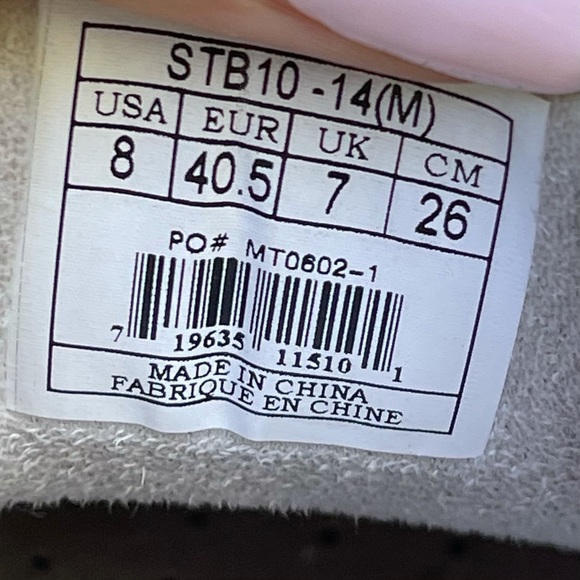 STB10-14(M)
USA EUR UK CM
8 40.5 7 26
PO# MT0602-1
7 19635 11510 1
MADE IN CHINA
FABRIQUE EN CHINE